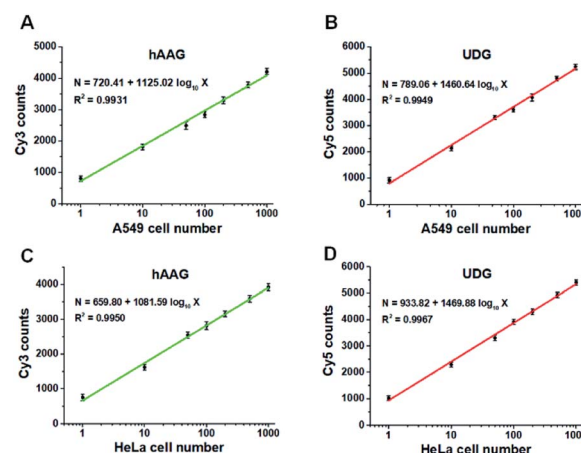 A
hAAG
N = 720.41 + 1125.02 log₁₀ X
R² = 0.9931
Cy3 counts
5000
4000
3000
2000
1000
0
1
10
100
1000
A549 cell number
B
UDG
N = 789.06 + 1460.64 log₁₀ X
R² = 0.9949
Cy5 counts
6000
5000
4000
3000
2000
1000
0
1
10
100
1000
A549 cell number
C
hAAG
N = 659.80 + 1081.59 log₁₀ X
R² = 0.9950
Cy3 counts
5000
4000
3000
2000
1000
0
1
10
100
1000
HeLa cell number
D
UDG
N = 933.82 + 1469.88 log₁₀ X
R² = 0.9967
Cy5 counts
6000
5000
4000
3000
2000
1000
0
1
10
100
1000
HeLa cell number